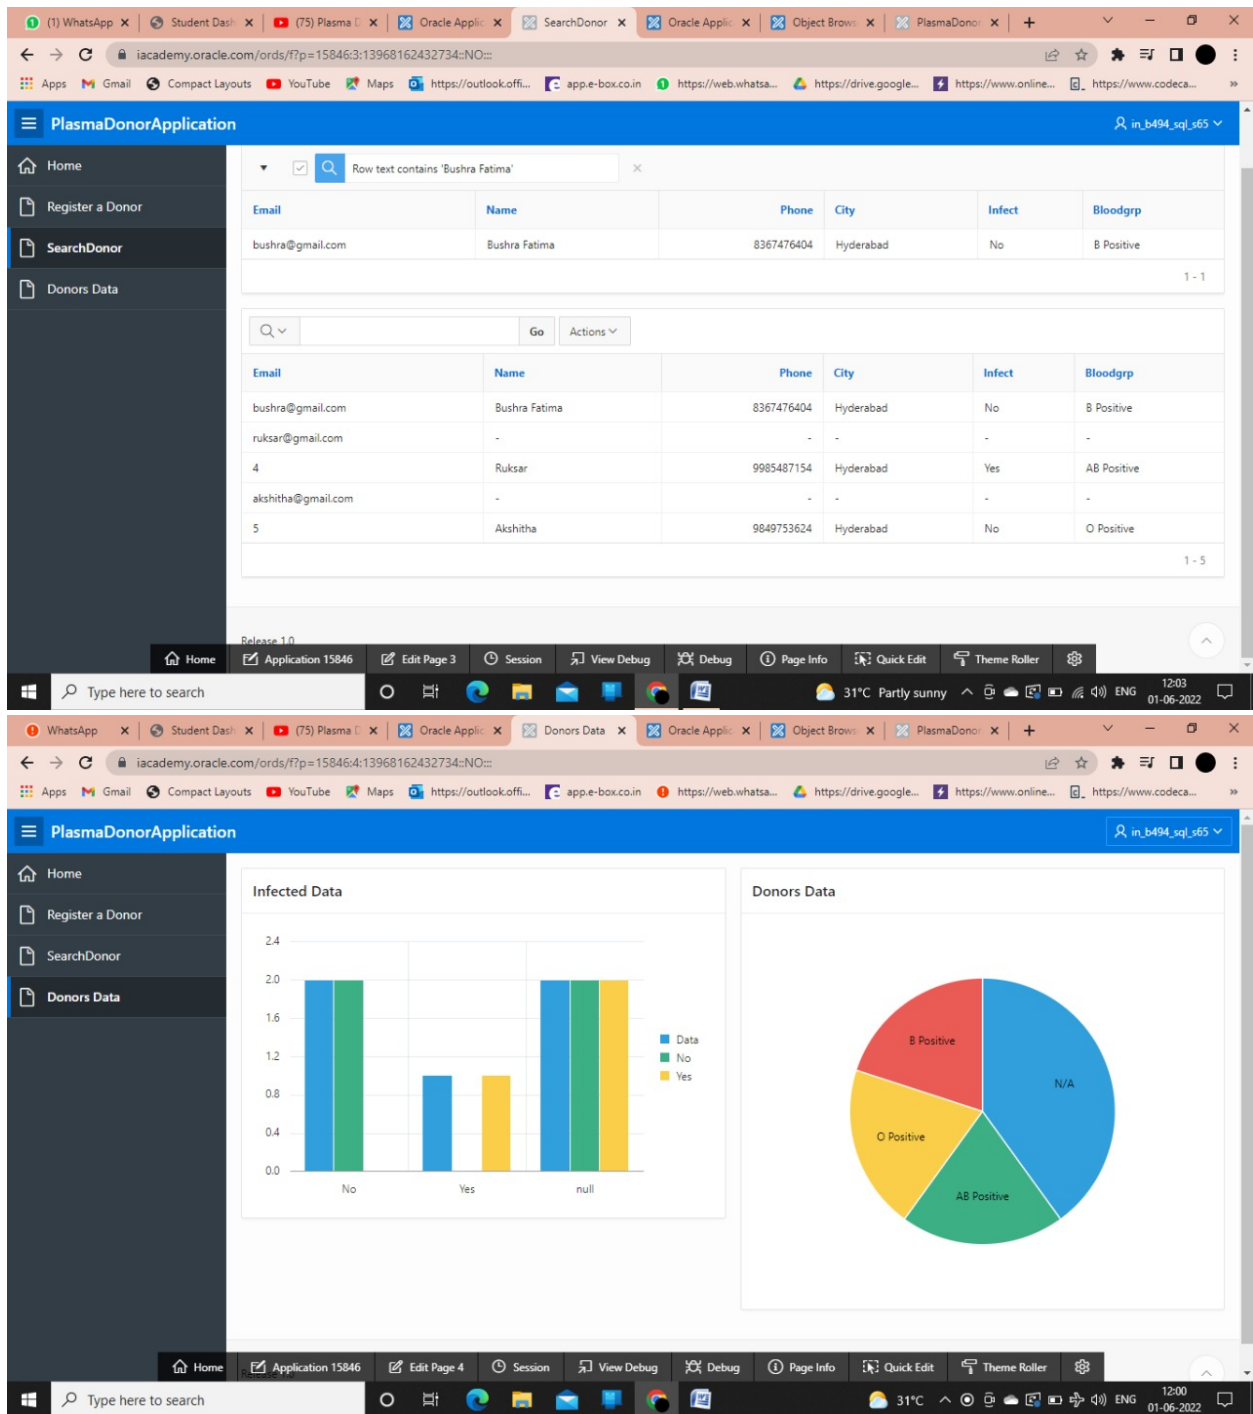 (1) WhatsApp
Student Dash
(75) Plasma D
Oracle Applic
SearchDonor
Oracle Applic
Object Brows
PlasmaDonor
iacademy.oracle.com/ords/f?p=15846:3:13968162432734::NO:::
Apps Gmail Compact Layouts YouTube Maps https://outlook.offi... app.e-box.co.in https://web.whatsa... https://drive.google... https://www.online... https://www.codeca... »
PlasmaDonorApplication
in_b494_sql_s65
Home
Register a Donor
SearchDonor
Donors Data
Row text contains 'Bushra Fatima'
Email Name Phone City Infect Bloodgrp
bushra@gmail.com Bushra Fatima 8367476404 Hyderabad No B Positive
1 - 1
Go Actions
Email Name Phone City Infect Bloodgrp
bushra@gmail.com Bushra Fatima 8367476404 Hyderabad No B Positive
ruksar@gmail.com - - - - -
4 Ruksar 9985487154 Hyderabad Yes AB Positive
akshitha@gmail.com - - - - -
5 Akshitha 9849753624 Hyderabad No O Positive
1 - 5
Release 1.0
Home Application 15846 Edit Page 3 Session View Debug Debug Page Info Quick Edit Theme Roller
Type here to search
31°C Partly sunny
ENG
12:03
01-06-2022
WhatsApp
Student Dash
(75) Plasma D
Oracle Applic
Donors Data
Oracle Applic
Object Brows
PlasmaDonor
iacademy.oracle.com/ords/f?p=15846:4:13968162432734::NO:::
Apps Gmail Compact Layouts YouTube Maps https://outlook.offi... app.e-box.co.in https://web.whatsa... https://drive.google... https://www.online... https://www.codeca... »
PlasmaDonorApplication
in_b494_sql_s65
Home
Register a Donor
SearchDonor
Donors Data
Infected Data
2.4
2.0
1.6
1.2
0.8
0.4
0.0
No Yes null
Data
No
Yes
Donors Data
B Positive
N/A
O Positive
AB Positive
Home Application 15846 Edit Page 4 Session View Debug Debug Page Info Quick Edit Theme Roller
Type here to search
31°C
ENG
12:00
01-06-2022